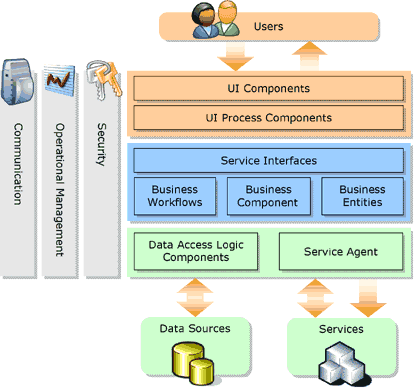 Users
Communication
Operational Management
Security
UI Components
UI Process Components
Service Interfaces
Business
Workflows
Business
Component
Business
Entities
Data Access Logic
Components
Service Agent
Data Sources
Services